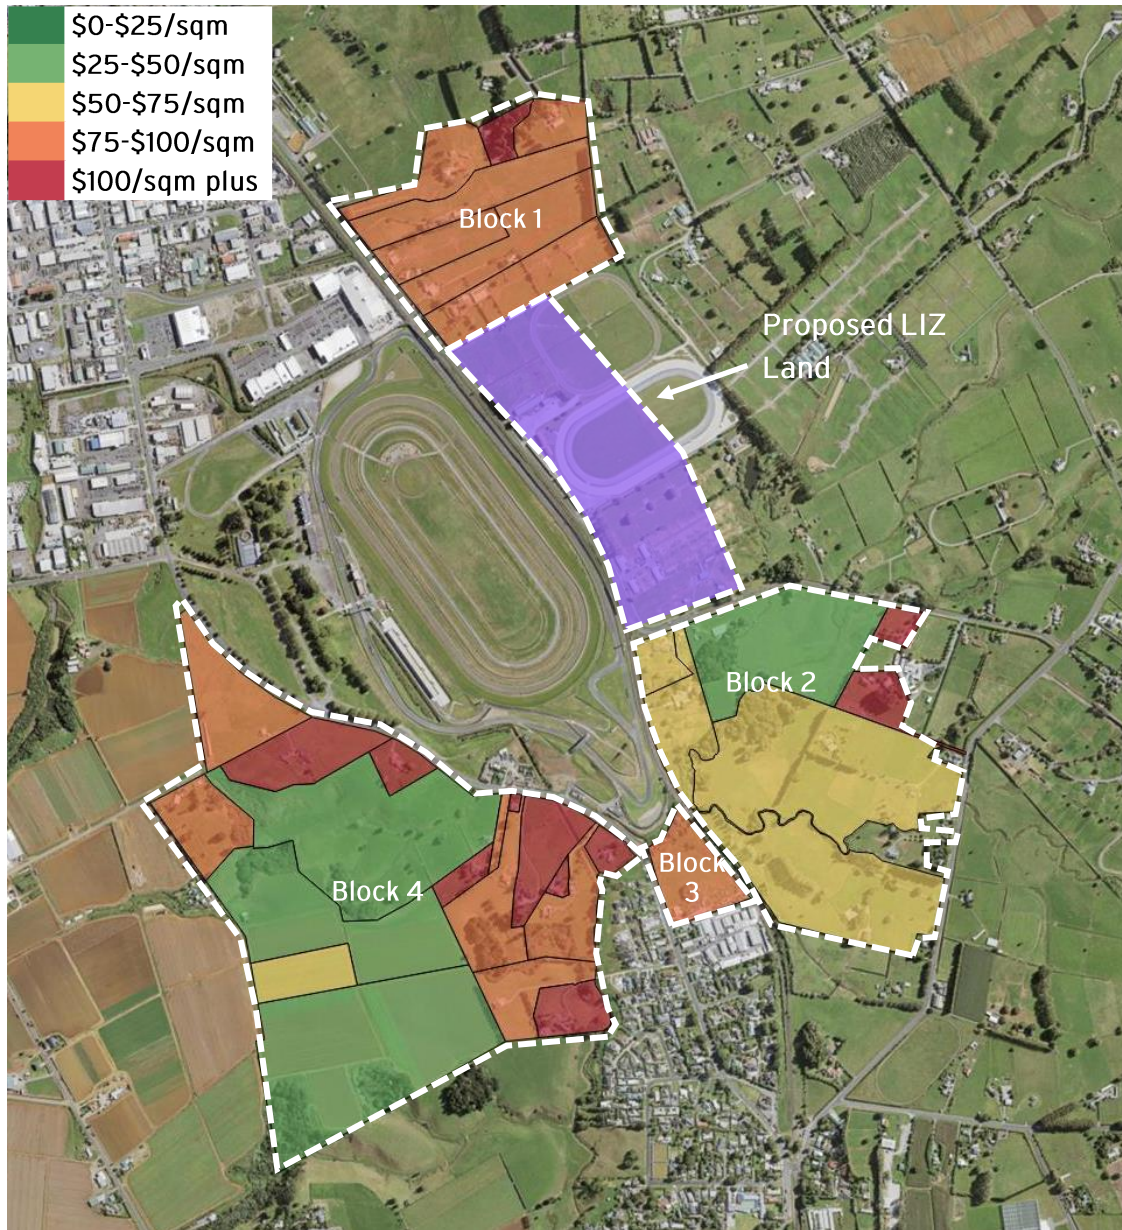 $0-$25/sqm
$25-$50/sqm
$50-$75/sqm
$75-$100/sqm
$100/sqm plus
Block 1
Proposed LIZ
Land
Block 2
Block
3
Block 4